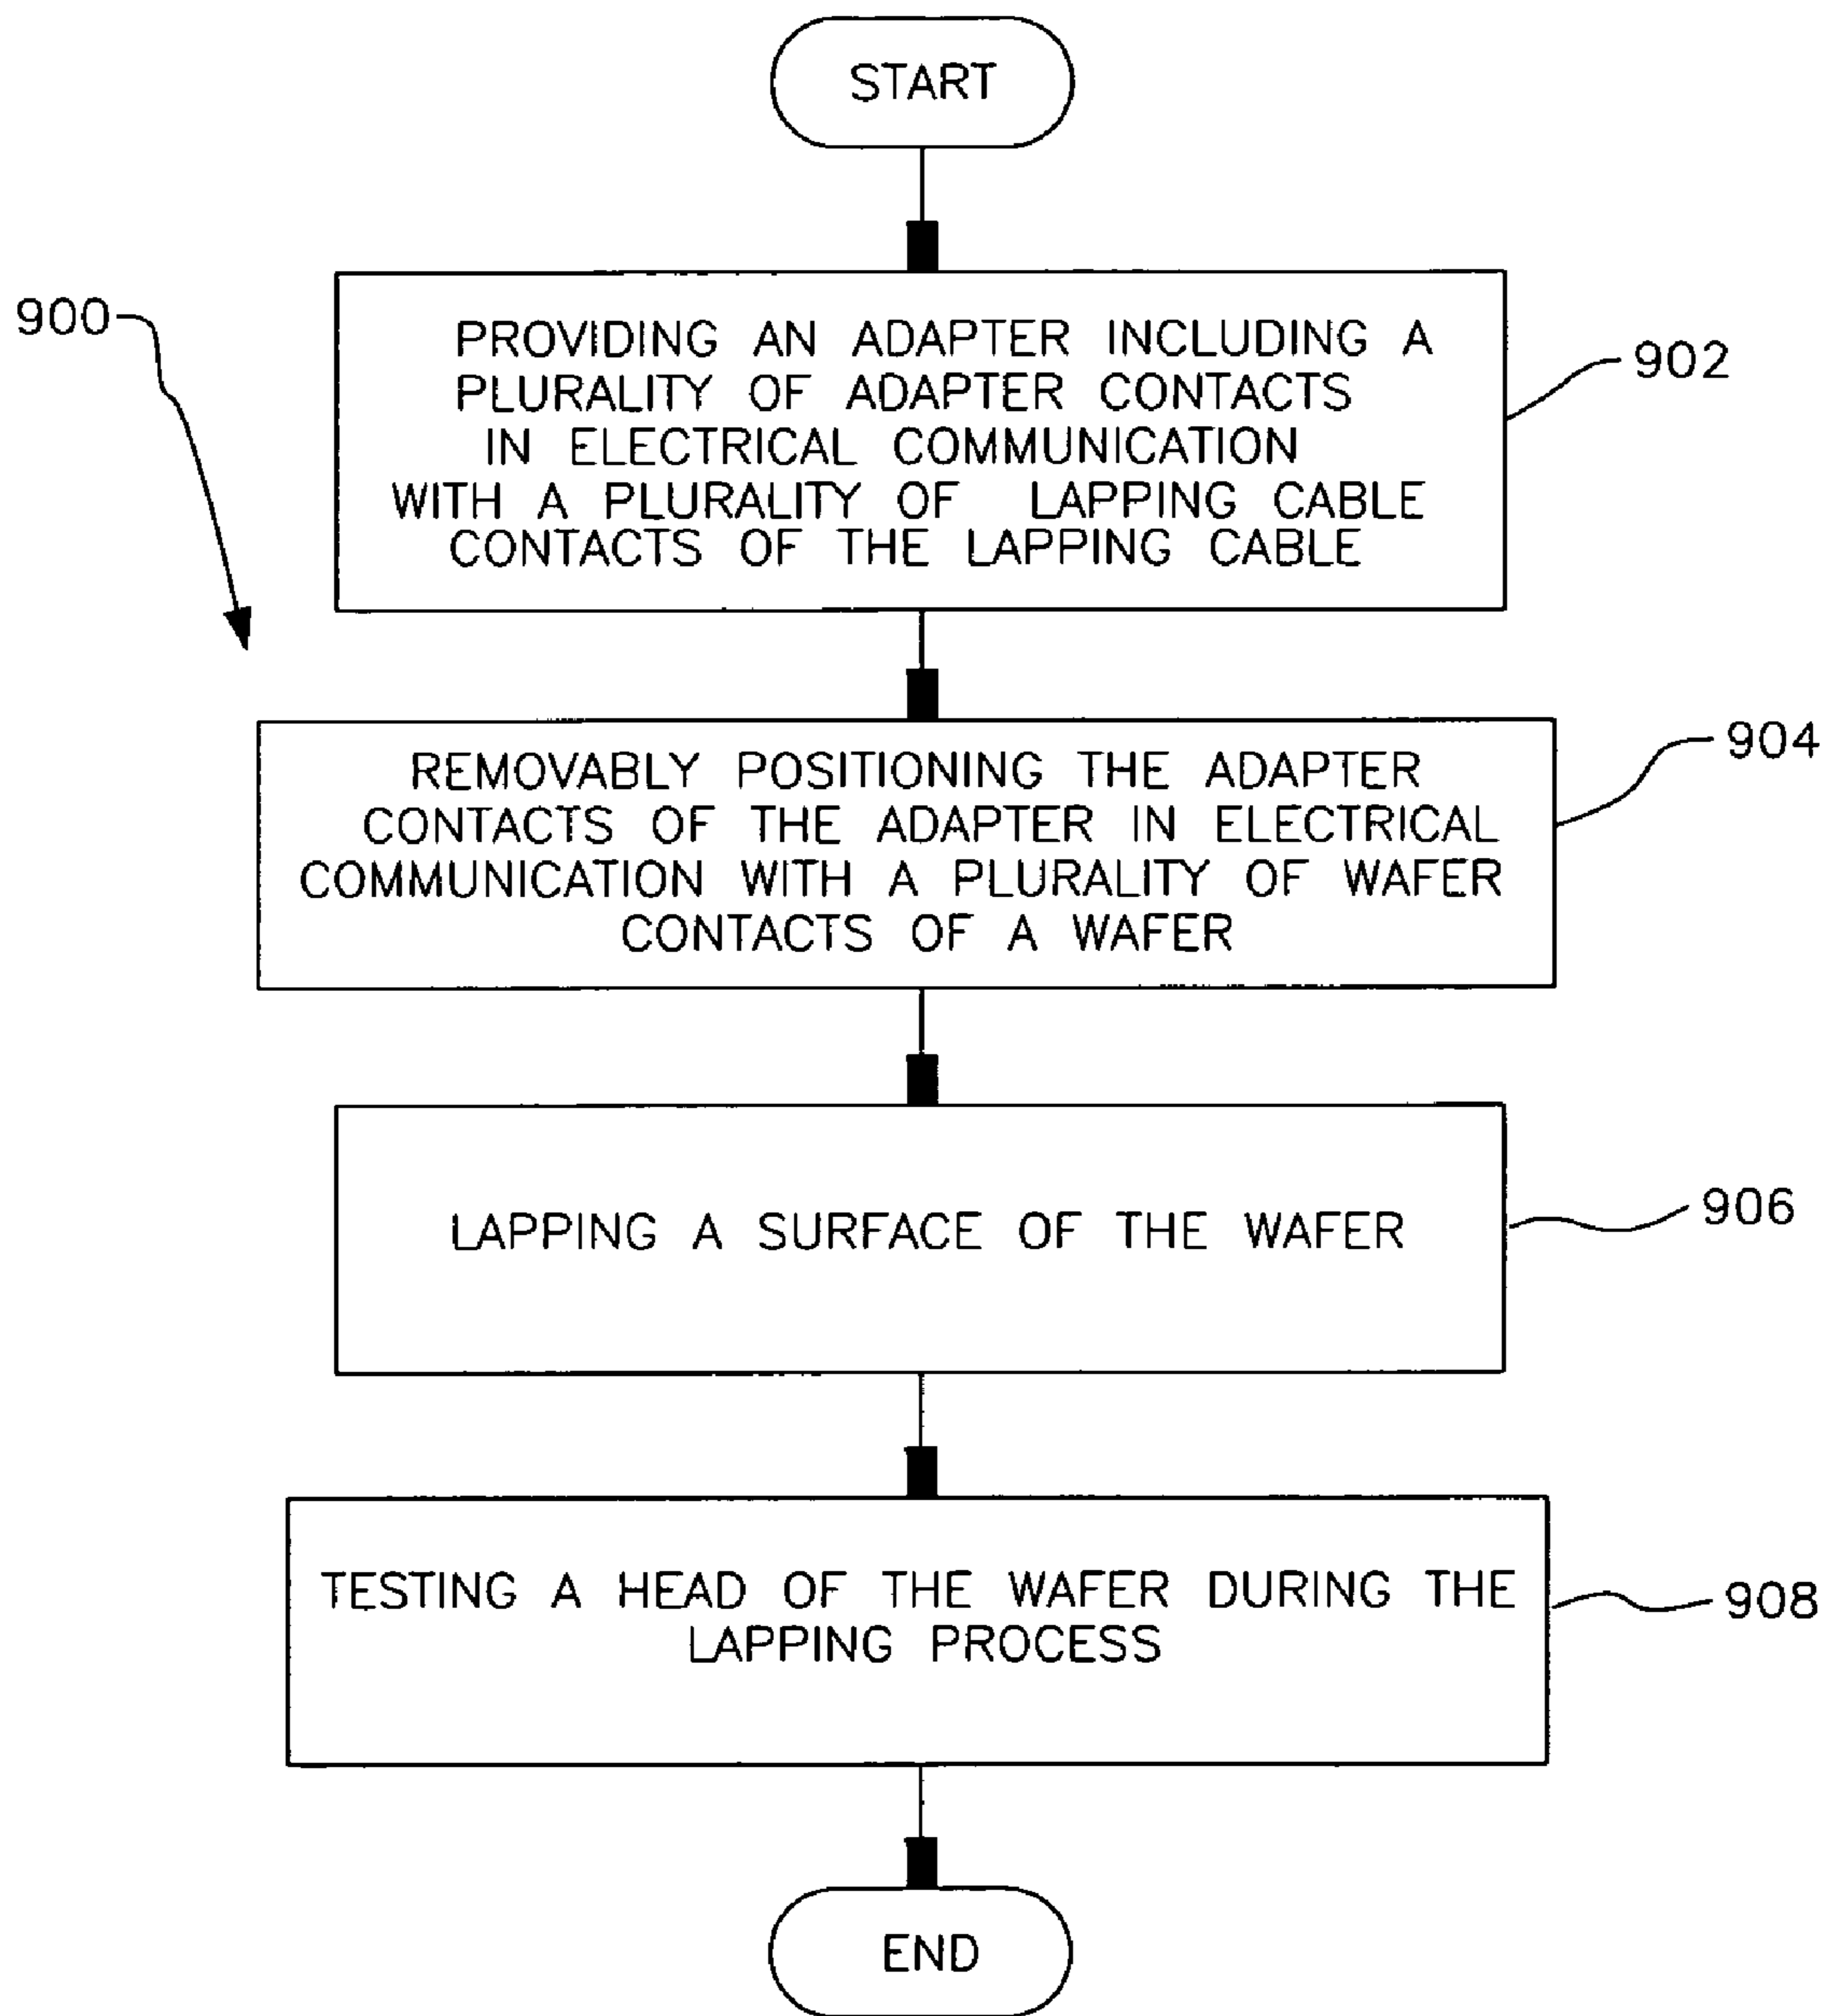 START
900
PROVIDING AN ADAPTER INCLUDING A
PLURALITY OF ADAPTER CONTACTS
IN ELECTRICAL COMMUNICATION
WITH A PLURALITY OF LAPPING CABLE
CONTACTS OF THE LAPPING CABLE
902
REMOVABLY POSITIONING THE ADAPTER
CONTACTS OF THE ADAPTER IN ELECTRICAL
COMMUNICATION WITH A PLURALITY OF WAFER
CONTACTS OF A WAFER
904
LAPPING A SURFACE OF THE WAFER
906
TESTING A HEAD OF THE WAFER DURING THE
LAPPING PROCESS
908
END